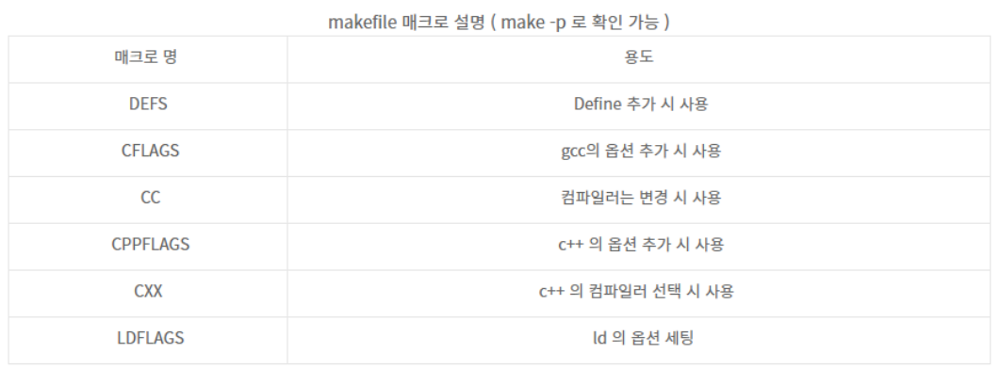 makefile 매크로 설명 ( make -p 로 확인 가능 )
매크로 명 용도
DEFS Define 추가 시 사용
CFLAGS gcc의 옵션 추가 시 사용
CC 컴파일러는 변경 시 사용
CPPFLAGS c++ 의 옵션 추가 시 사용
CXX c++ 의 컴파일러 선택 시 사용
LDFLAGS ld 의 옵션 세팅